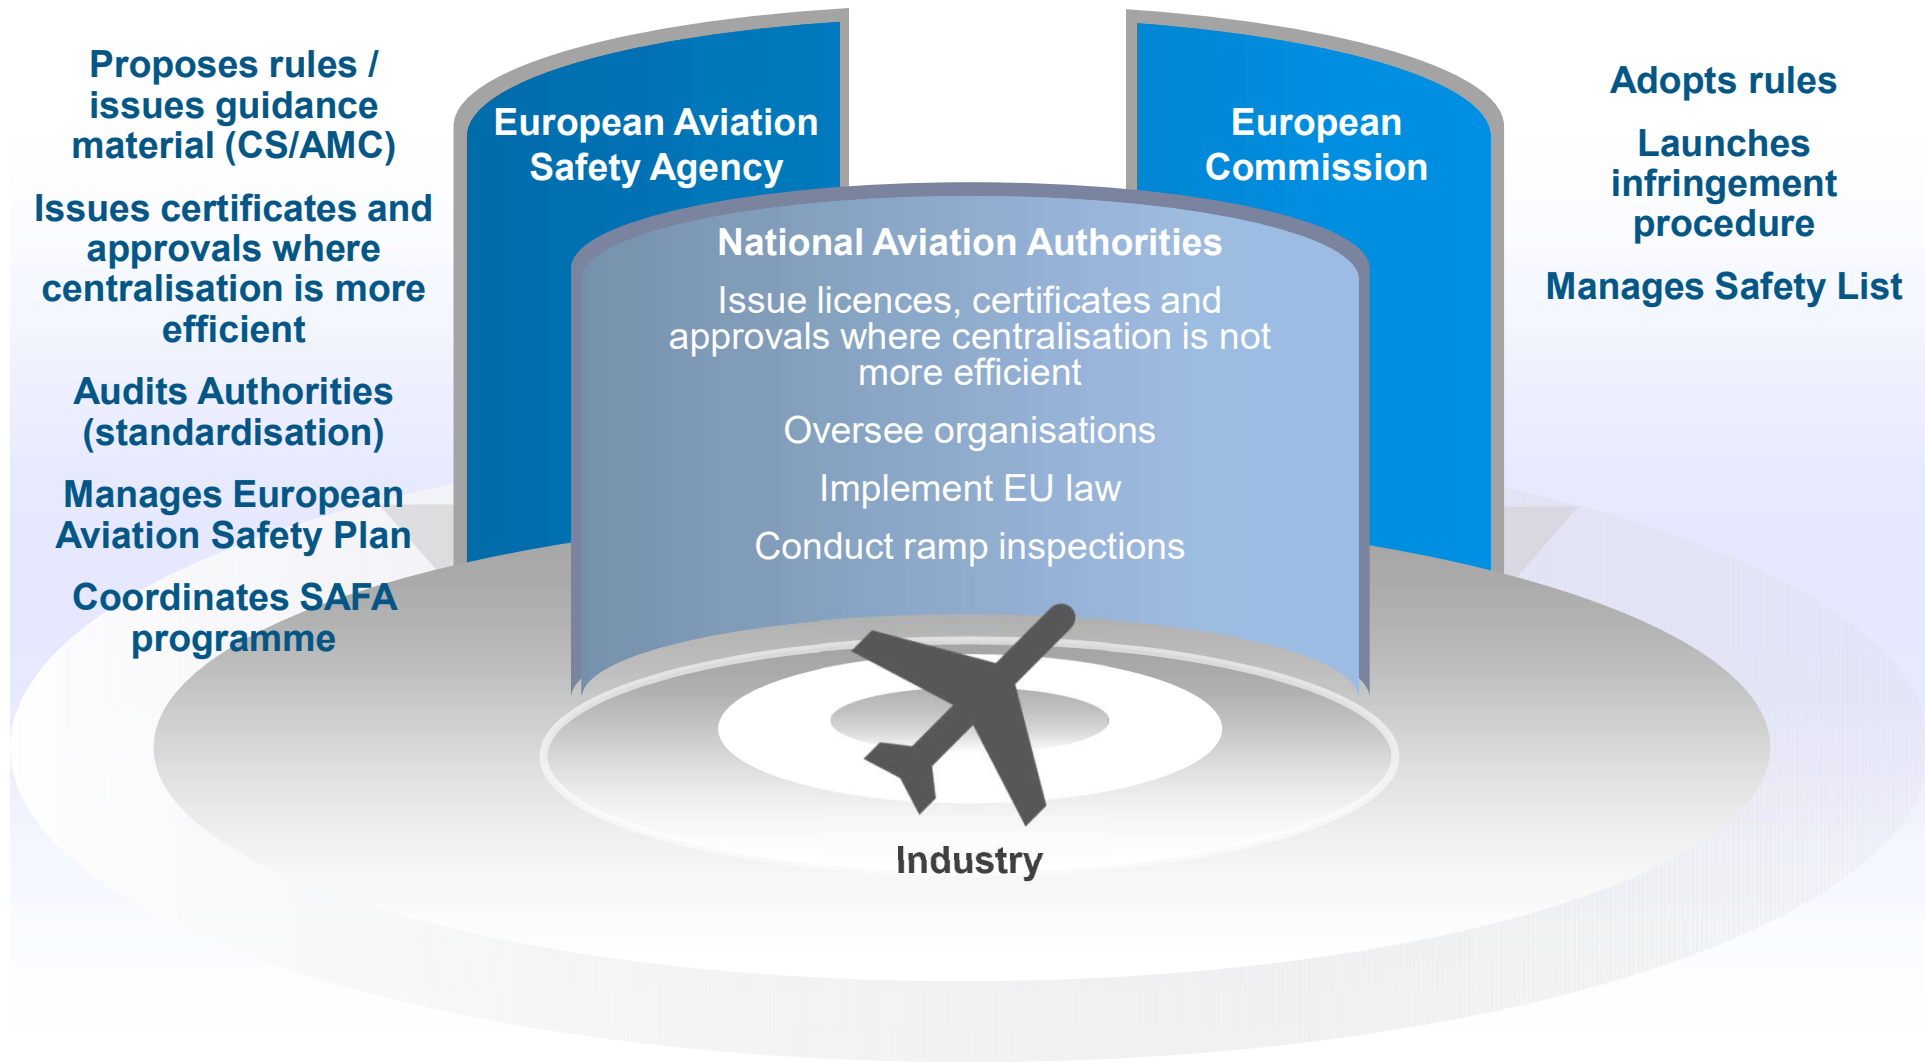 Proposes rules /
issues guidance
material (CS/AMC)
Issues certificates and
approvals where
centralisation is more
efficient
Audits Authorities
(standardisation)
Manages European
Aviation Safety Plan
Coordinates SAFA
programme
European Aviation
Safety Agency
European
Commission
National Aviation Authorities
Issue licences, certificates and
approvals where centralisation is not
more efficient
Oversee organisations
Implement EU law
Conduct ramp inspections
Adopts rules
Launches
infringement
procedure
Manages Safety List
Industry